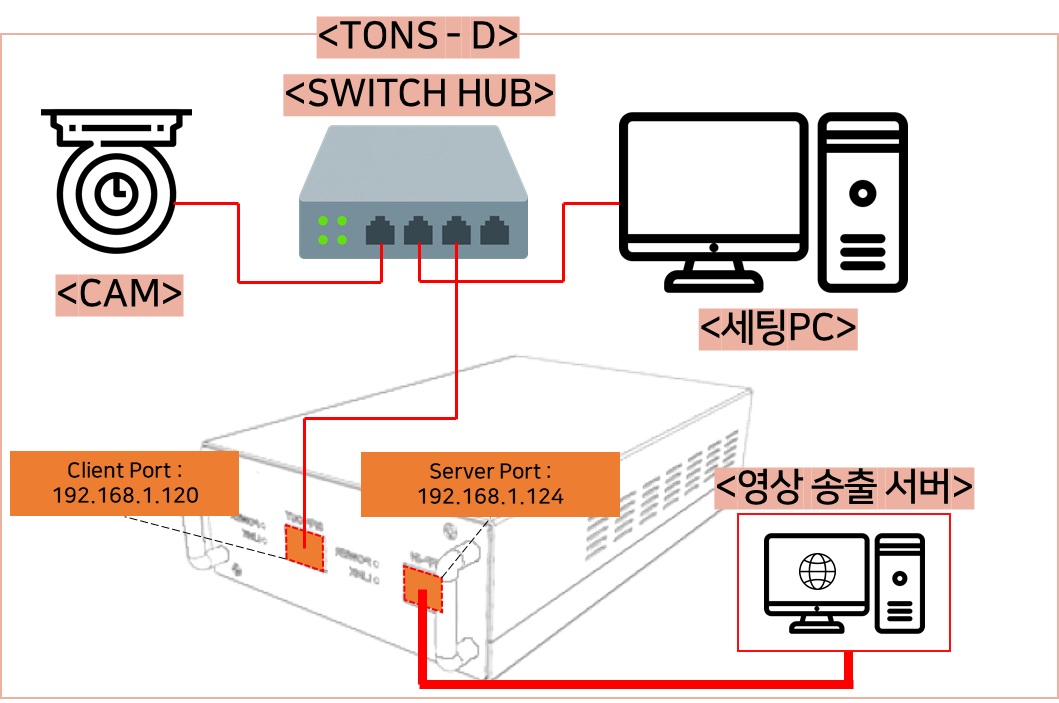 <TONS - D>
<SWITCH HUB>
<CAM>
<세팅PC>
Client Port :
192.168.1.120
Server Port :
192.168.1.124
<영상 송출 서버>